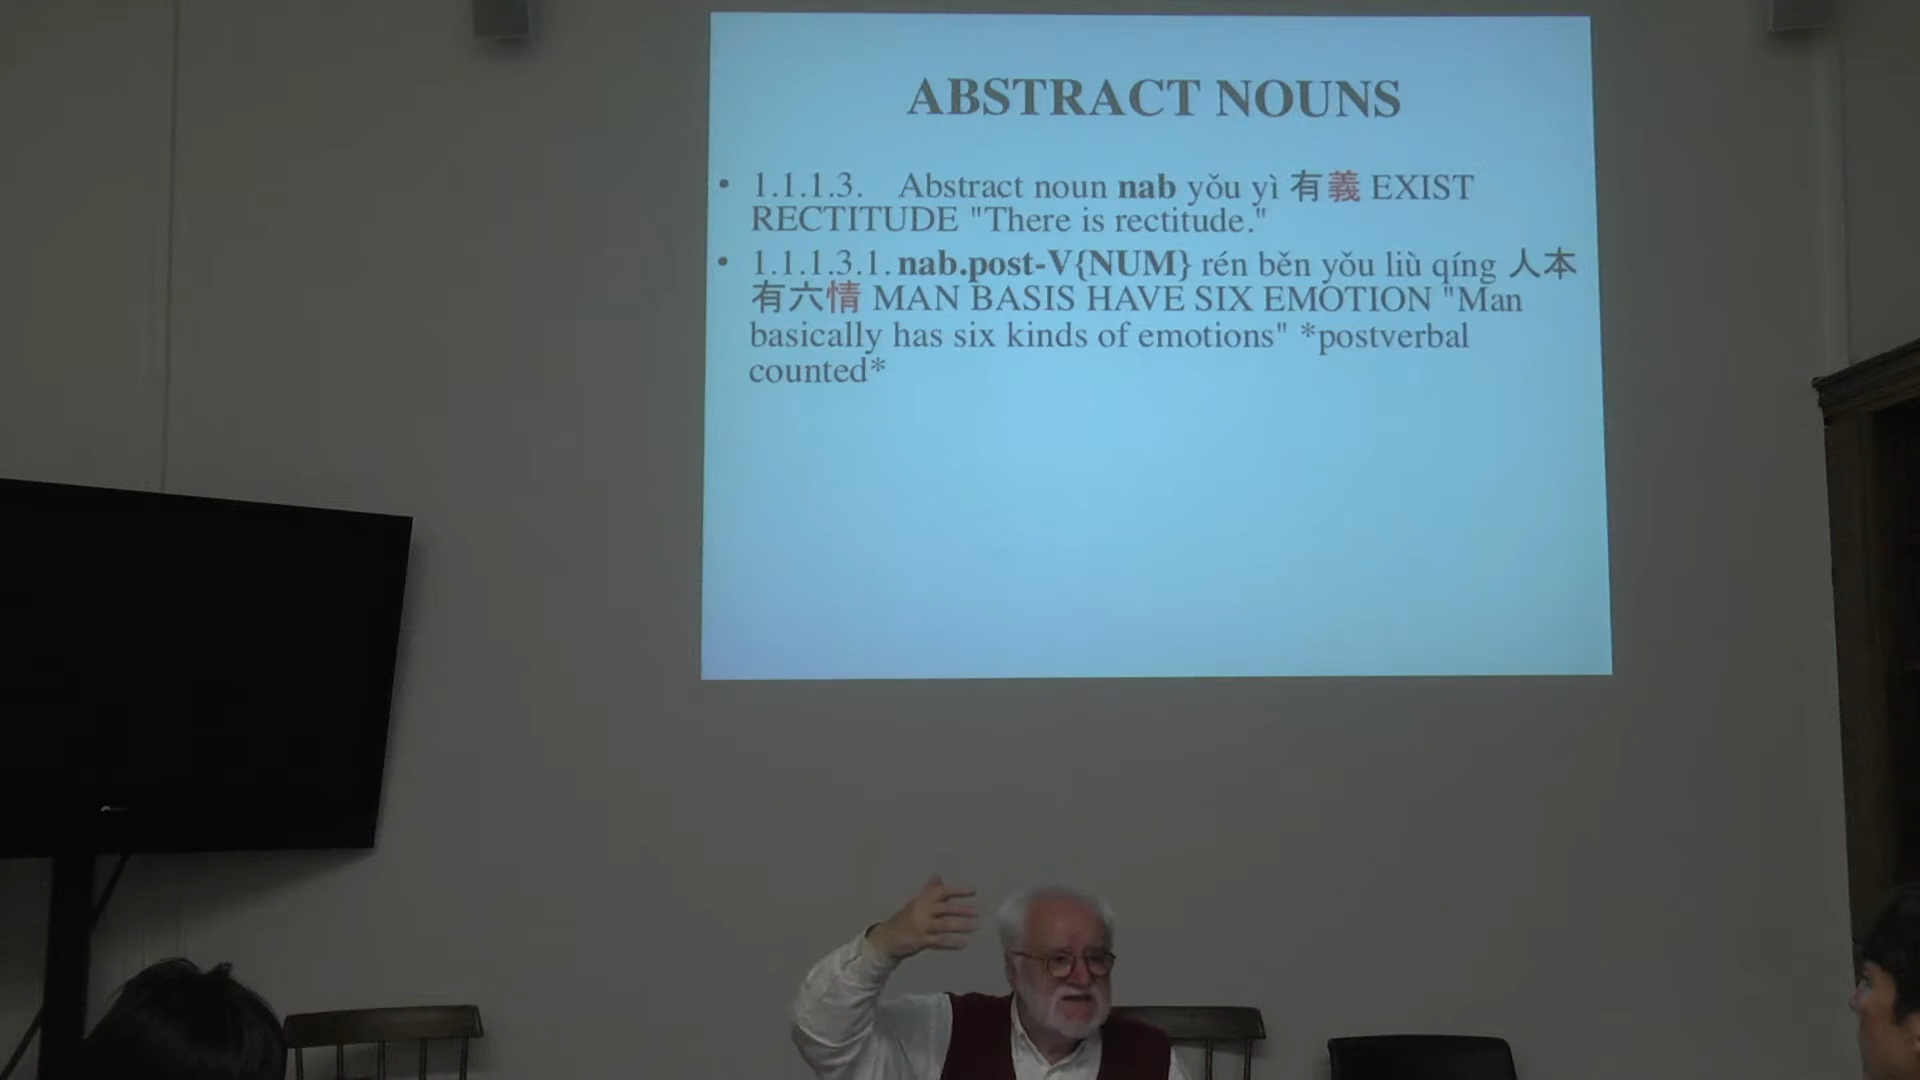 ABSTRACT NOUNS
• 1.1.1.3. Abstract noun nab yǒu yì 有義 EXIST
RECTITUDE "There is rectitude."
• 1.1.1.3.1. nab.post-V{NUM} rén běn yǒu liù qíng 人本
有六情 MAN BASIS HAVE SIX EMOTION "Man
basically has six kinds of emotions" *postverbal
counted*